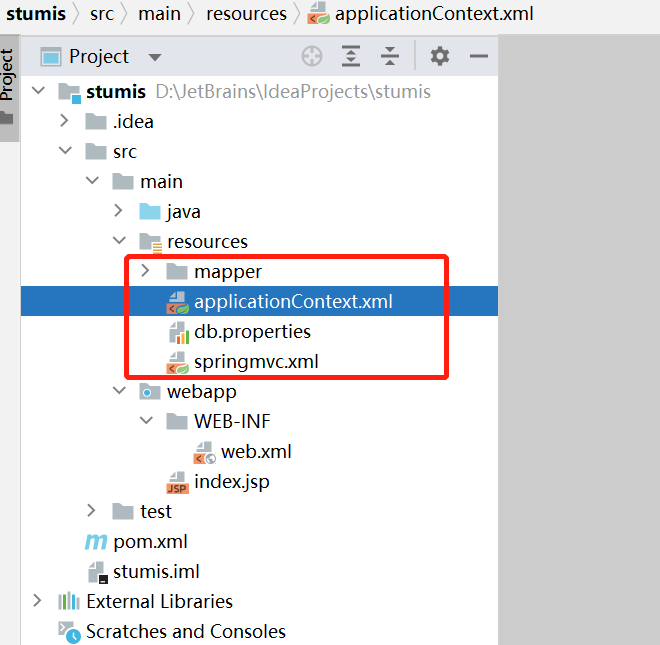 stumis src main resources applicationContext.xml
Project
Project
stumis D:\JetBrains\IdeaProjects\stumis
.idea
src
main
java
resources
mapper
applicationContext.xml
db.properties
springmvc.xml
webapp
WEB-INF
web.xml
JSP index.jsp
test
m pom.xml
stumis.iml
External Libraries
Scratches and Consoles